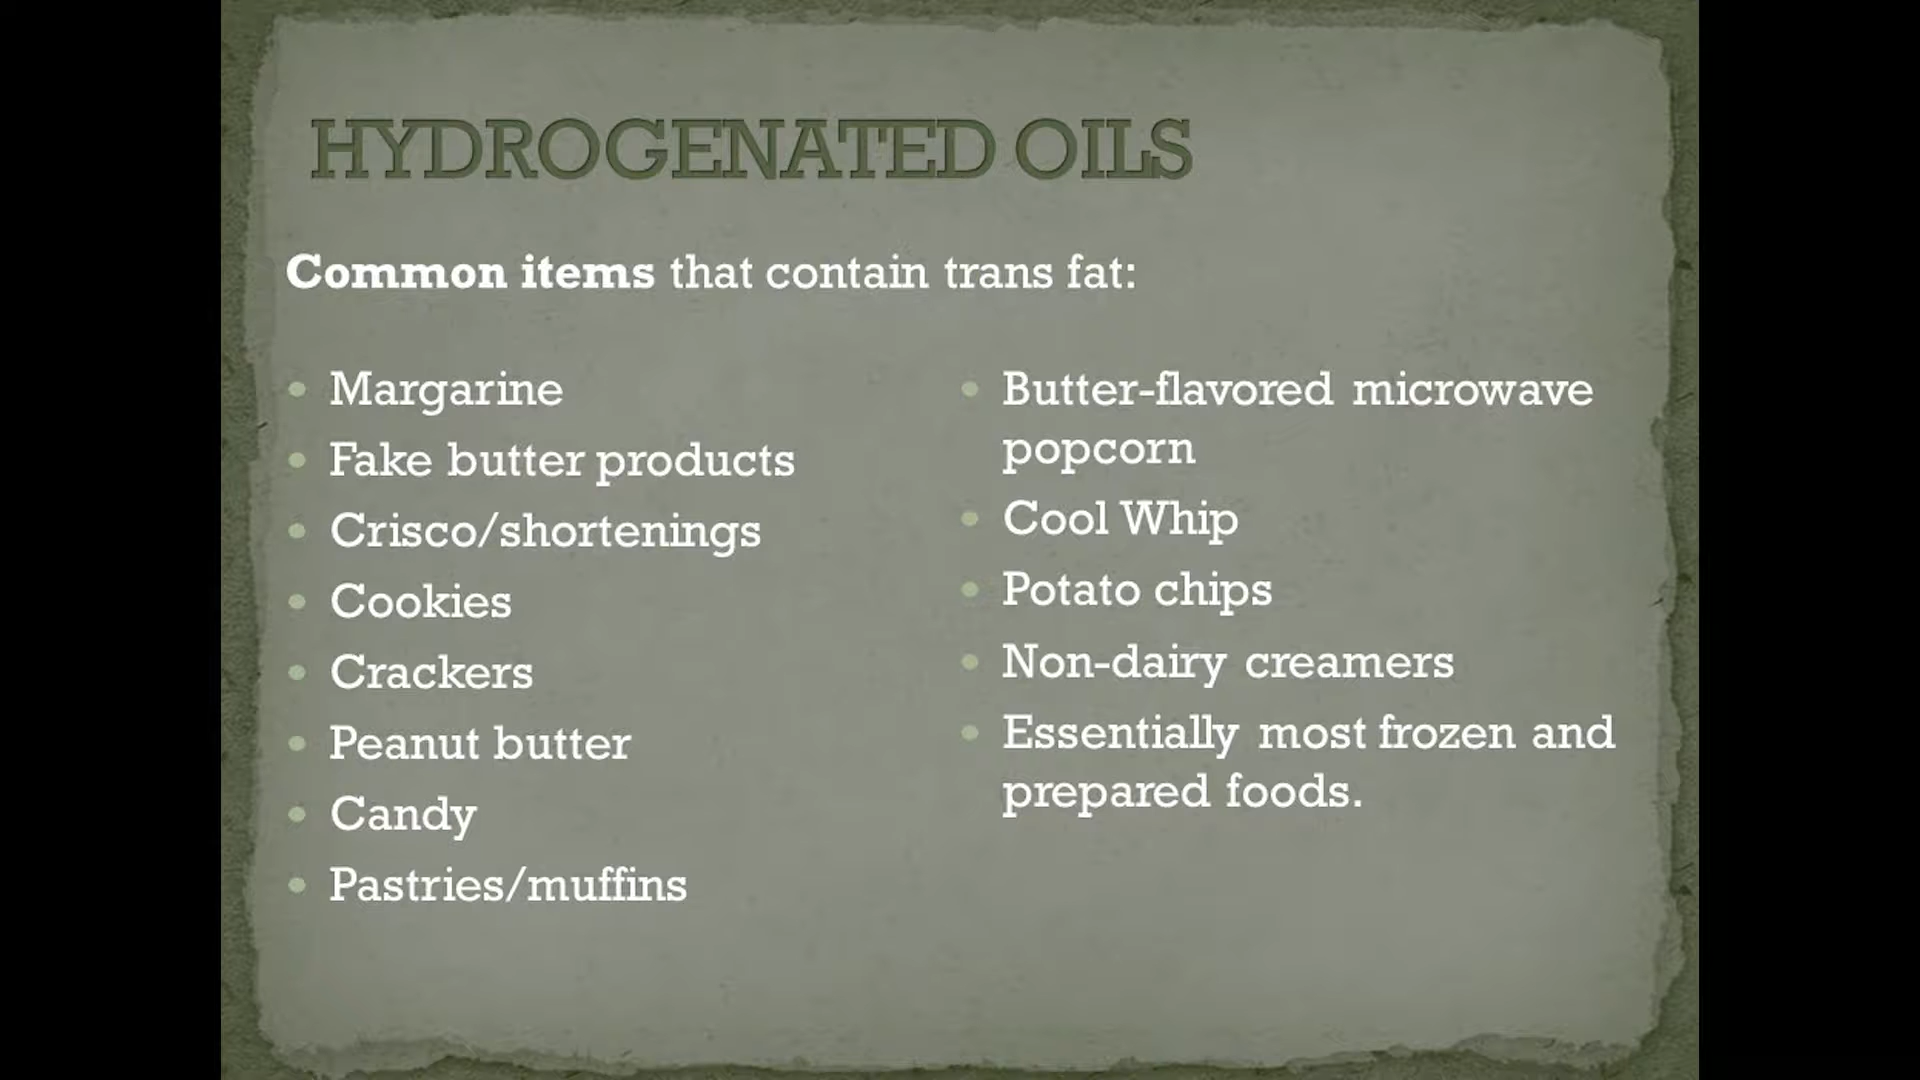 HYDROGENATED OILS
Common items that contain trans fat:
Margarine
Fake butter products
Crisco/shortenings
Cookies
Crackers
Peanut butter
Candy
Pastries/muffins
Butter-flavored microwave
popcorn
Cool Whip
Potato chips
Non-dairy creamers
Essentially most frozen and
prepared foods.